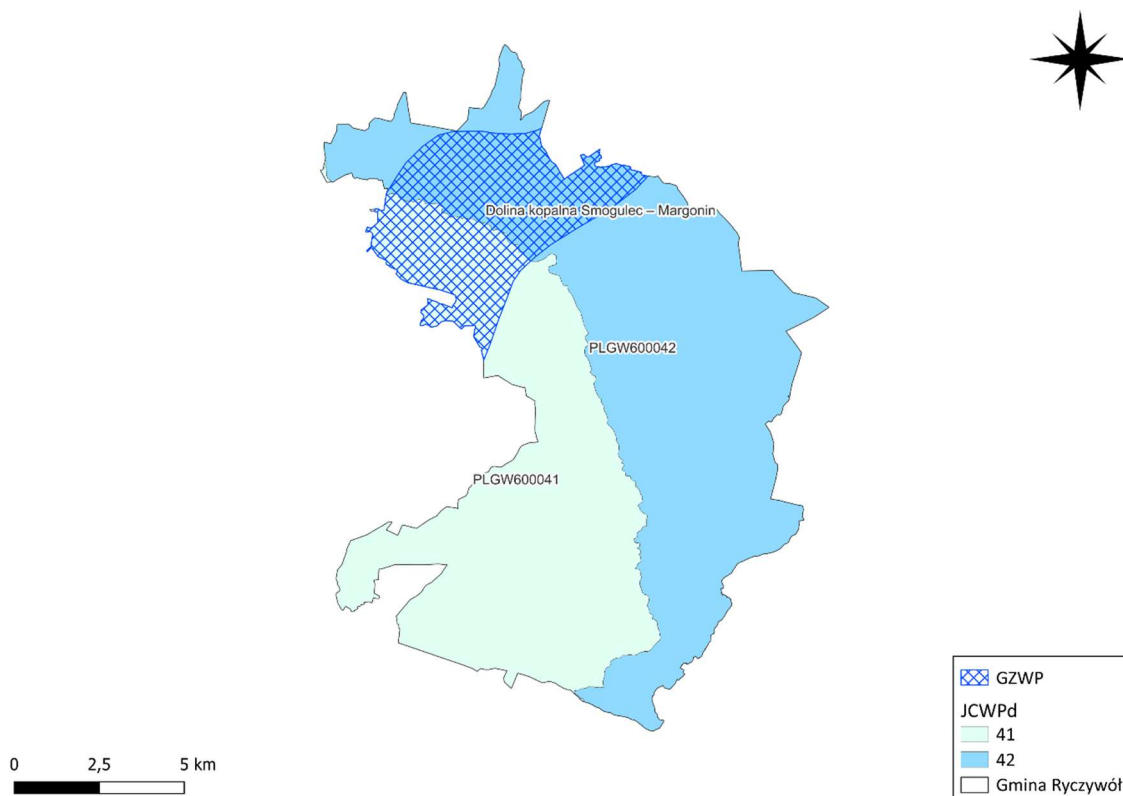 Dolina kopalna Smogulec – Margonin
PLGW600042
PLGW600041
GZWP
JCWPd
41
42
Gmina Ryczywół
0 2,5 5 km